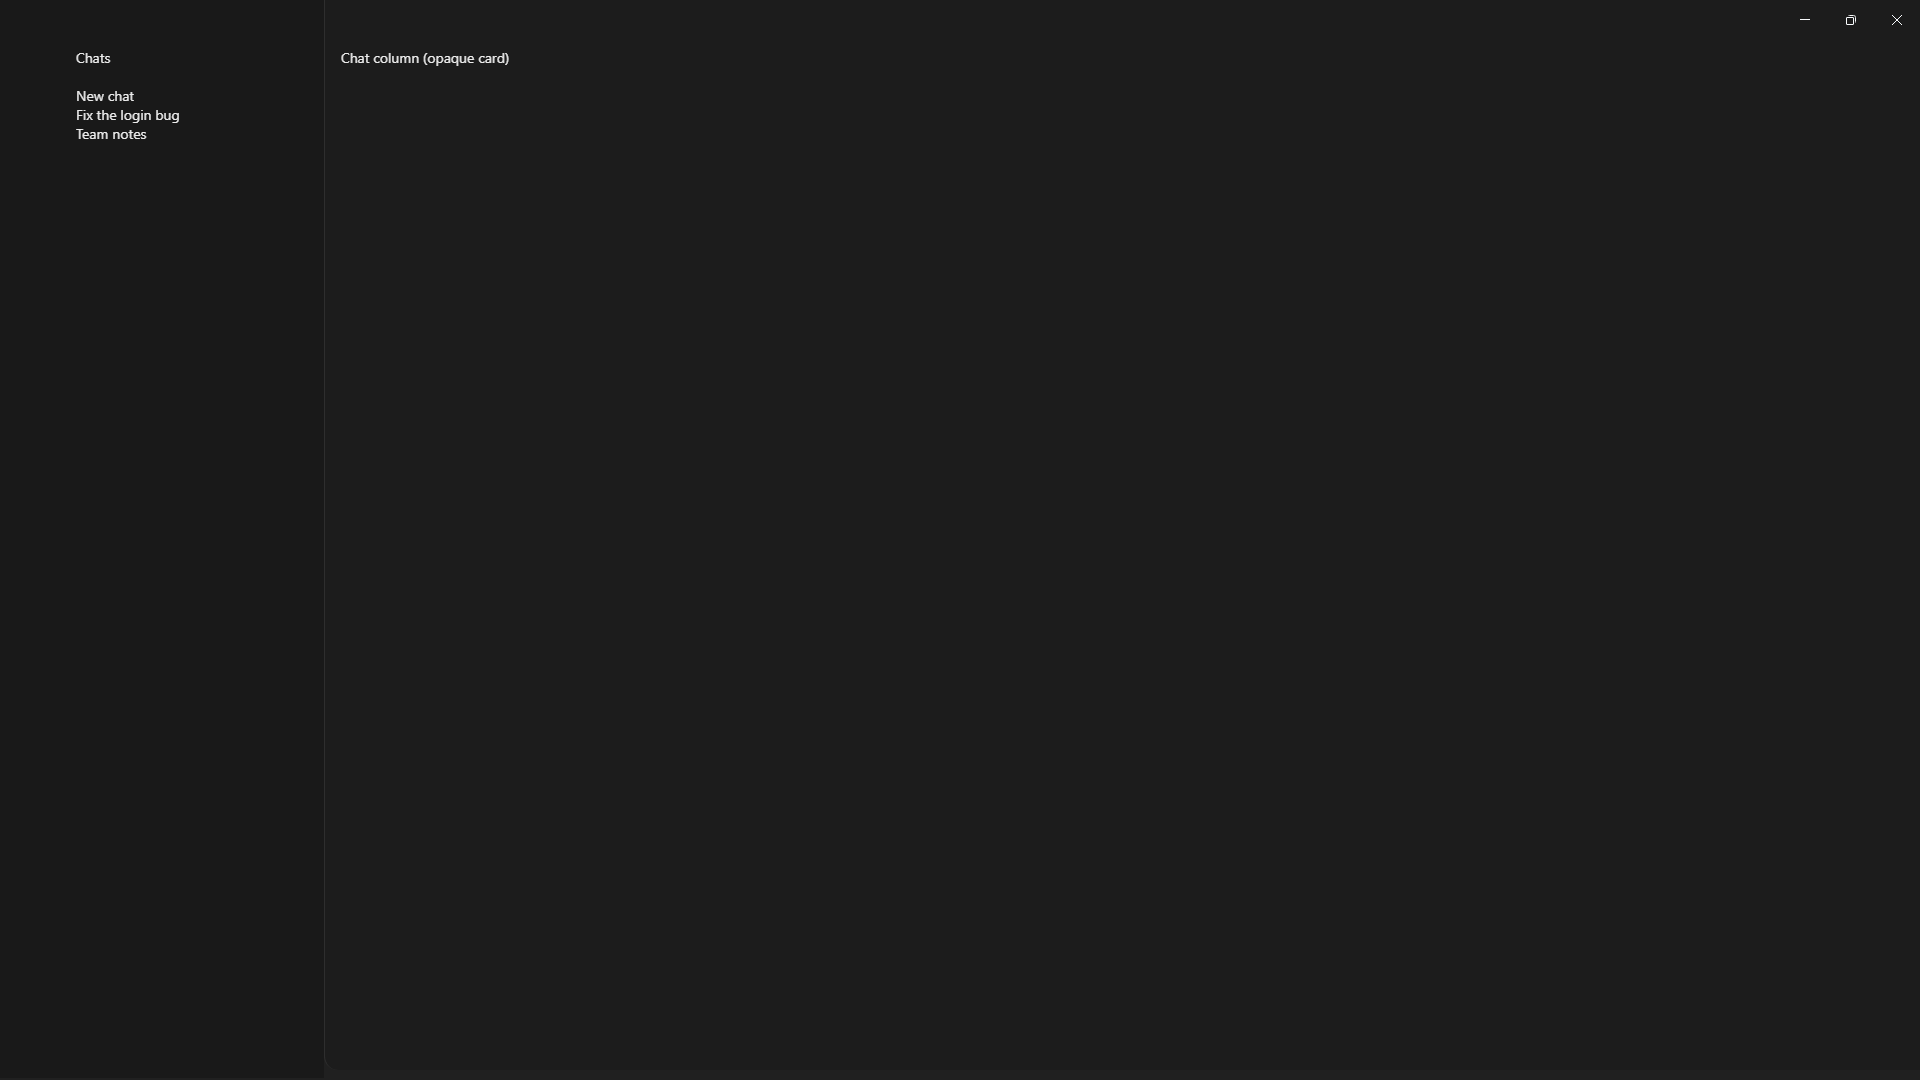 Chats
New chat
Fix the login bug
Team notes
Chat column (opaque card)